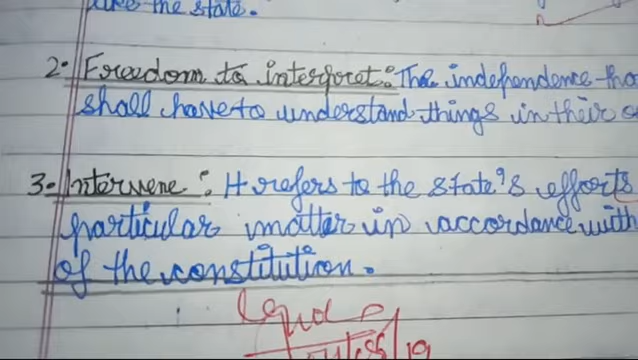 the state.
2. Freedom to interpret: The independence tha
shall have to understand things in their o
3. Intervene: It refers to the state's efforts
particular matter in accordance with
of the constitution.